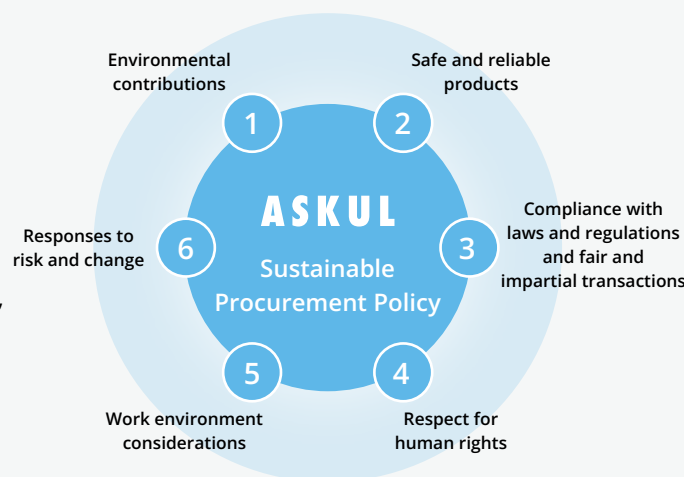 Environmental
contributions
1
Safe and reliable
products
2
Compliance with
laws and regulations
and fair and
impartial transactions
3
Respect for
human rights
4
Work environment
considerations
5
Responses to
risk and change
6
ASKUL
Sustainable
Procurement Policy